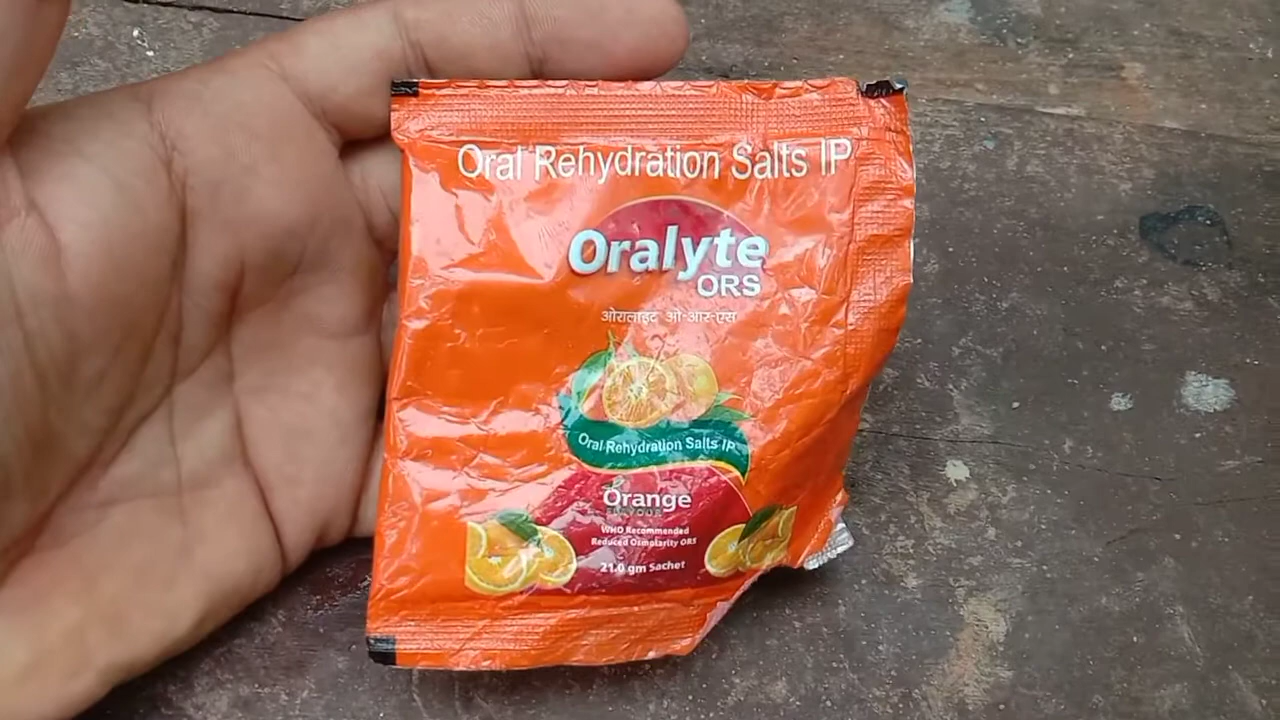 Oral Rehydration Salts IP
Oralyte
ORS
ओरालाइट ओ-आर-एस
Oral Rehydration Salts IP
Orange
FLAVOUR
WHO Recommended
Reduced Osmolarity ORS
21.0 gm Sachet